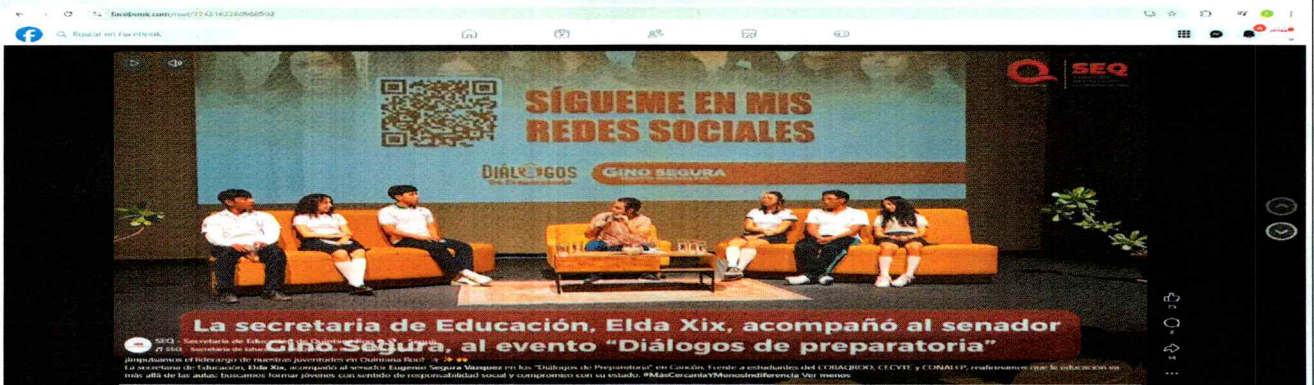 Buscar en Facebook
SEQ
SÍGUEME EN MIS
REDES SOCIALES
DIÁLOGOS
GINO SEGURA
La secretaria de Educación, Elda Xix, acompañó al senador
Gino Segura, al evento "Diálogos de preparatoria"
¡Impulsamos el liderazgo de nuestras juventudes en Quintana Roo!
La secretaria de Educación, Elda Xix, acompañó al senador Eugenio Segura Vázquez en los "Diálogos de Preparatoria" en Cancún. Frente a estudiantes del COBAQROO, CECYTE y CONALEP, reafirmamos que la educación va
más allá de las aulas: buscamos formar jóvenes con sentido de responsabilidad social y compromiso con su estado. #MásCercaníaYMenosIndiferencia Ver menos